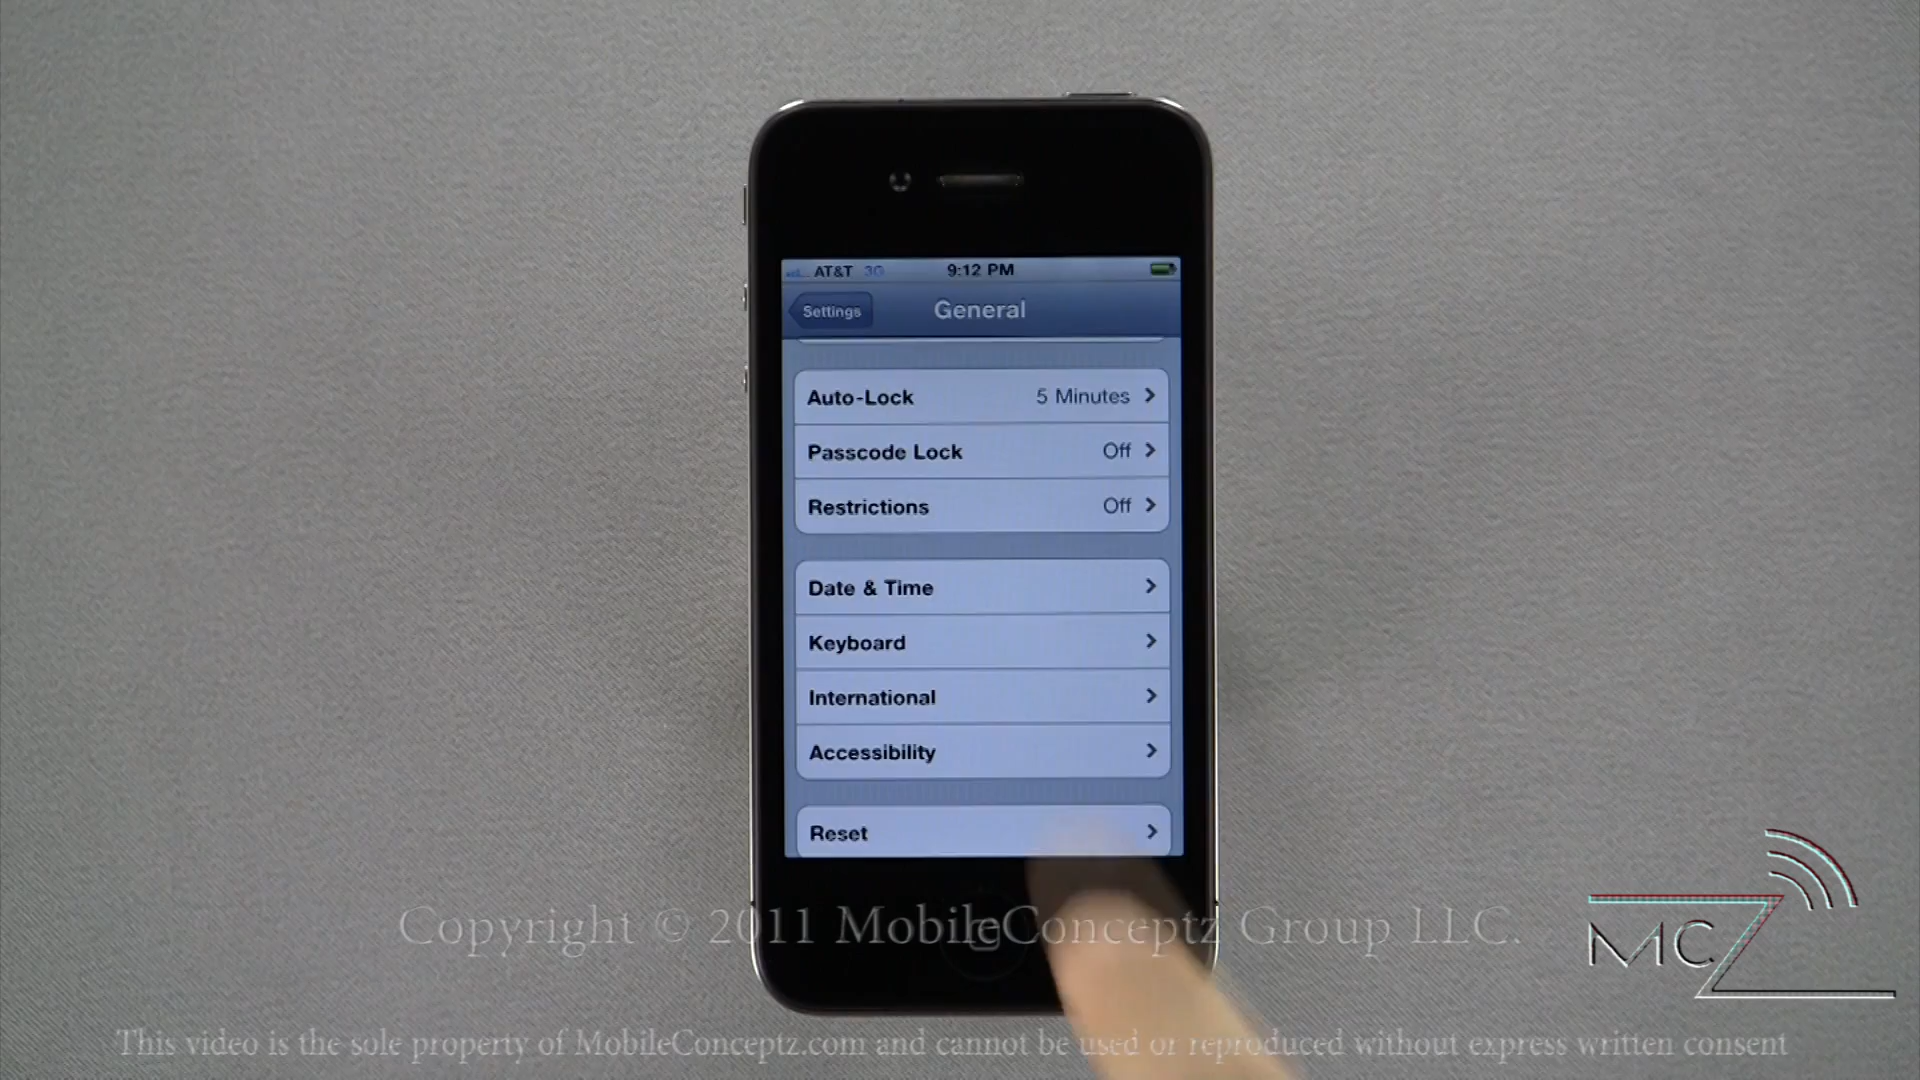 AT&T 3G 9:12 PM
Settings General
Auto-Lock 5 Minutes
Passcode Lock Off
Restrictions Off
Date & Time
Keyboard
International
Accessibility
Reset
Copyright © 2011 MobileConceptz Group LLC.
MCZ
This video is the sole property of MobileConceptz.com and cannot be used or reproduced without express written consent